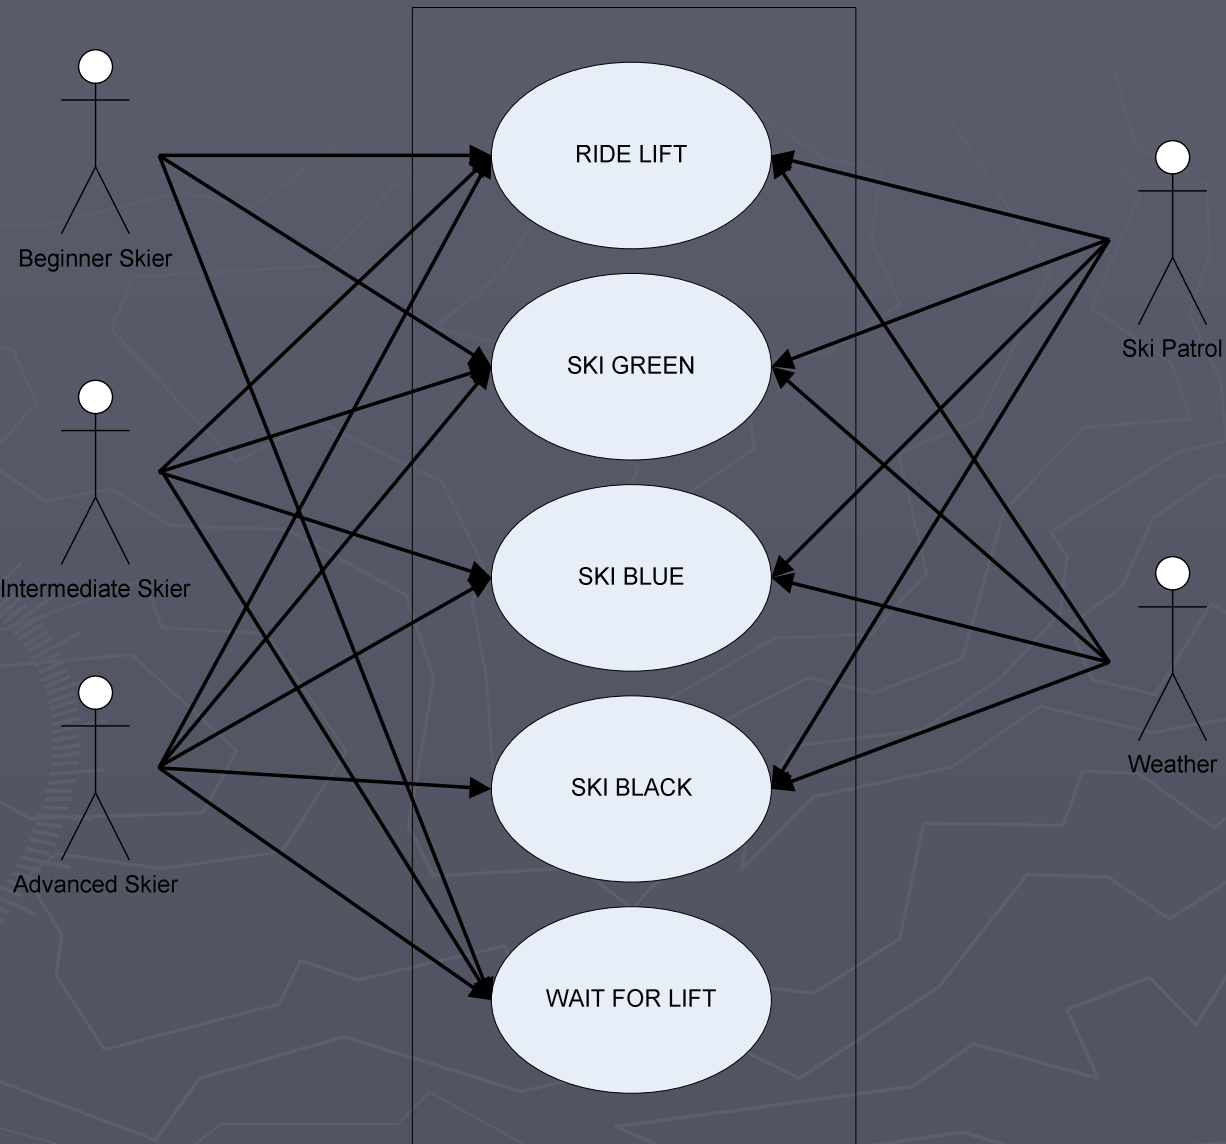 RIDE LIFT
Beginner Skier
Ski Patrol
SKI GREEN
Intermediate Skier
SKI BLUE
Weather
SKI BLACK
Advanced Skier
WAIT FOR LIFT